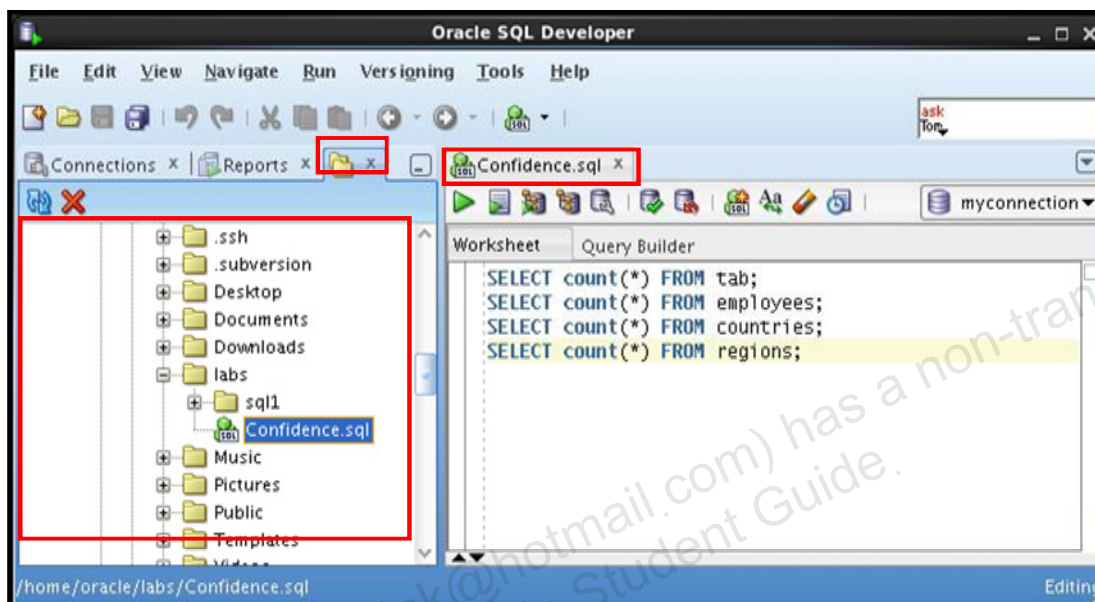 Oracle SQL Developer
File Edit View Navigate Run Versioning Tools Help
ask
Tom
Connections Reports Confidence.sql
myconnection
Worksheet Query Builder
.ssh
.subversion
Desktop
Documents
Downloads
labs
sql1
Confidence.sql
Music
Pictures
Public
Templates
Videos
SELECT count(*) FROM tab;
SELECT count(*) FROM employees;
SELECT count(*) FROM countries;
SELECT count(*) FROM regions;
/home/oracle/labs/Confidence.sql Editing
@hotmail.com) has a non-tran
Student Guide.